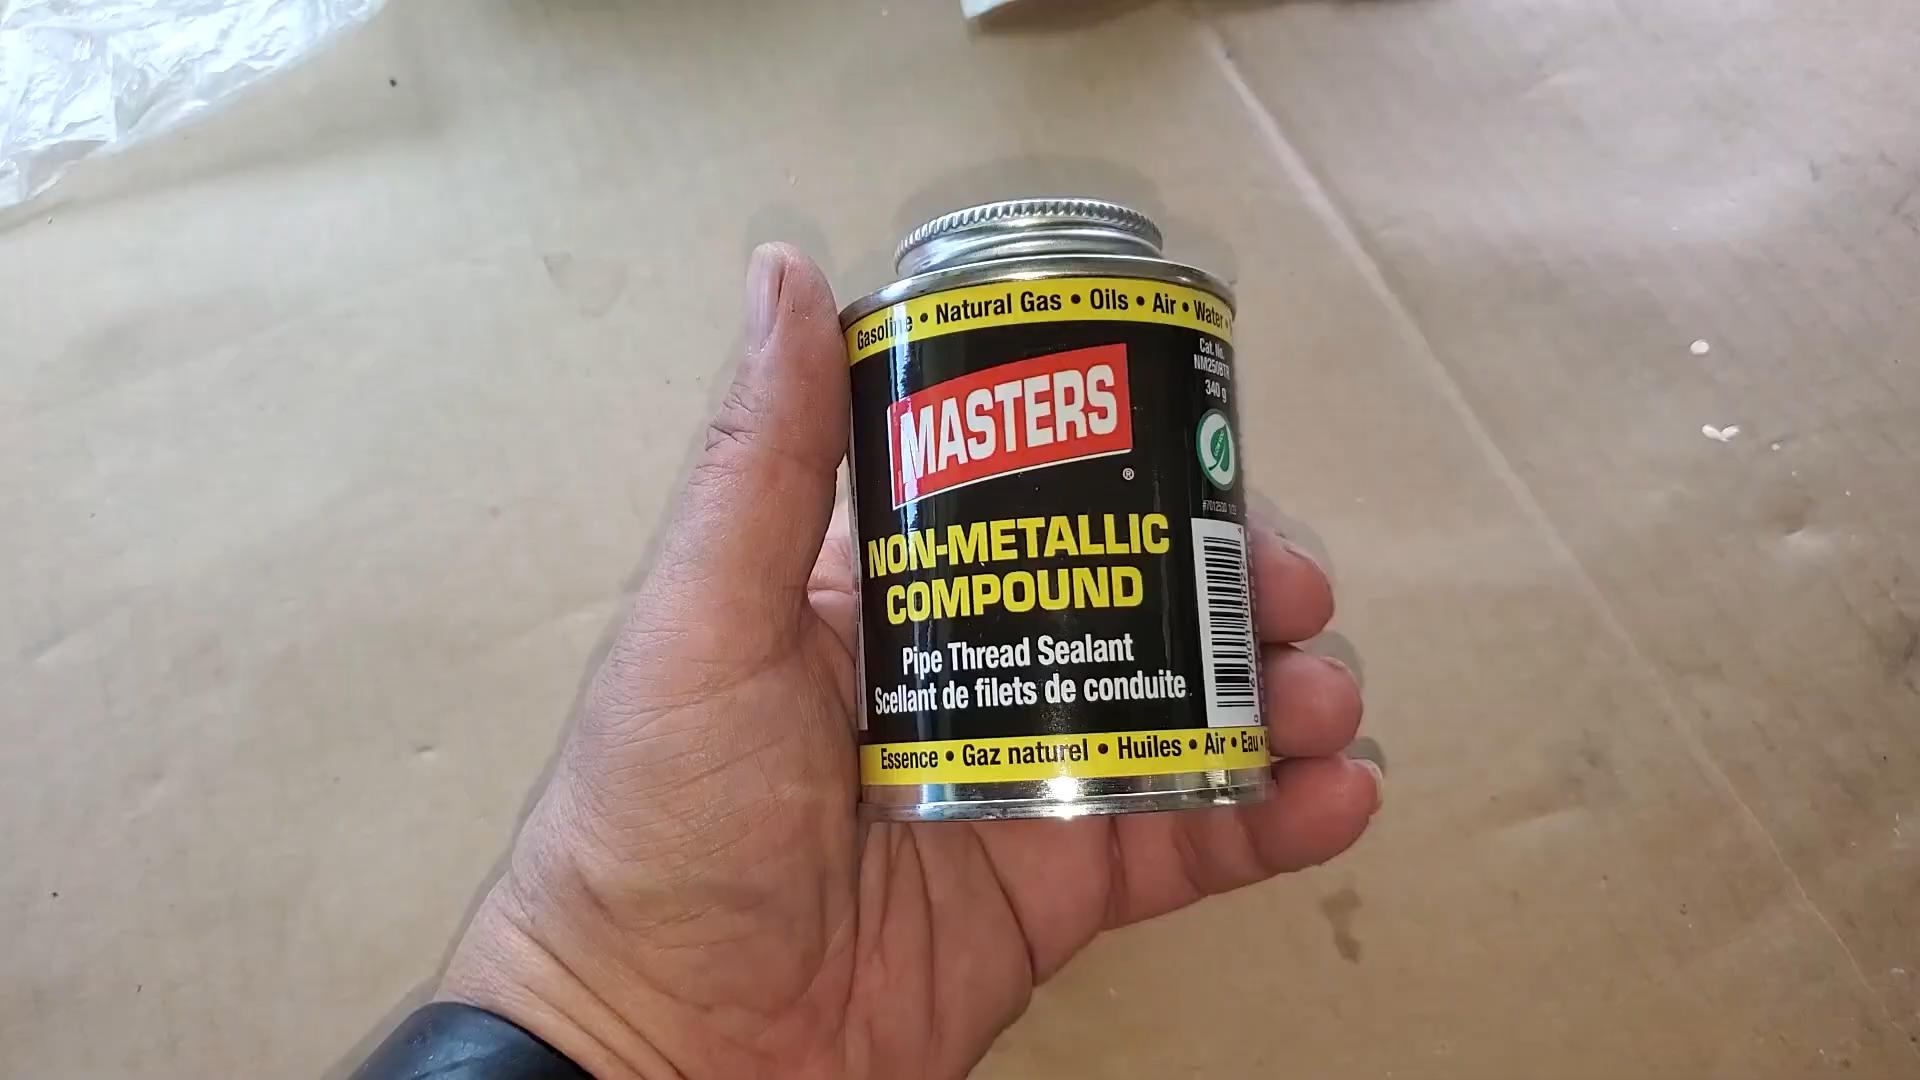 Gasoline • Natural Gas • Oils • Air • Water •
MASTERS
®
NON-METALLIC
COMPOUND
Pipe Thread Sealant
Scellant de filets de conduite
Essence • Gaz naturel • Huiles • Air • Eau •
Cat. No.
NM250BTR
340 g